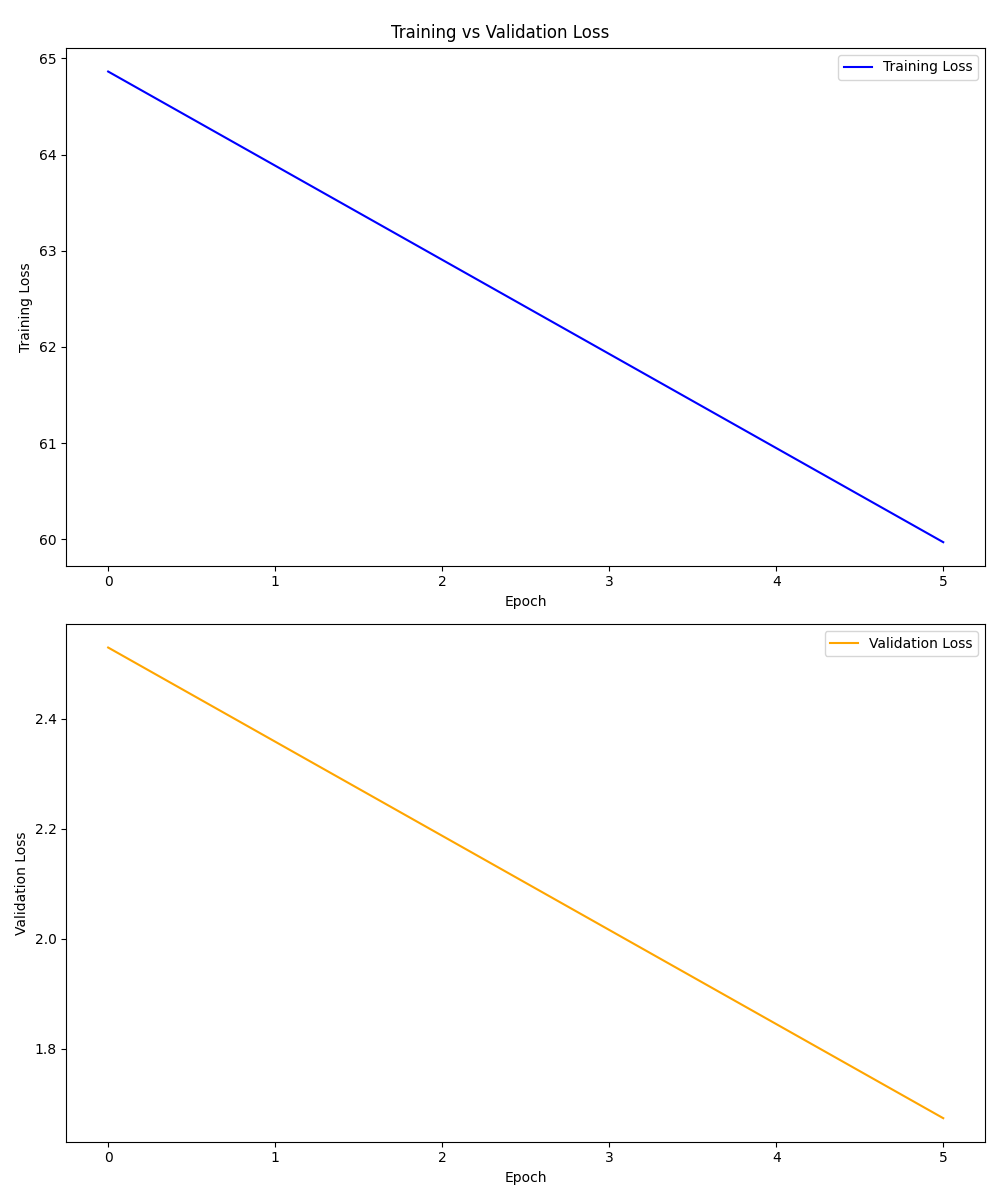 Training vs Validation Loss
65
64
63
62
61
60
Training Loss
Training Loss
0 1 2 3 4 5
Epoch
2.4
2.2
2.0
1.8
Validation Loss
Validation Loss
0 1 2 3 4 5
Epoch